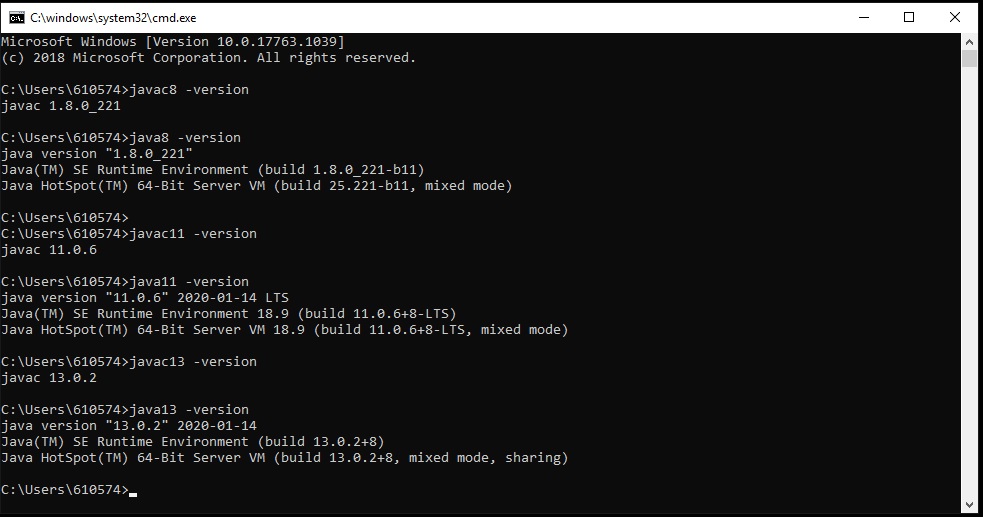 C:\windows\system32\cmd.exe
Microsoft Windows [Version 10.0.17763.1039]
(c) 2018 Microsoft Corporation. All rights reserved.
C:\Users\610574>javac8 -version
javac 1.8.0_221
C:\Users\610574>java8 -version
java version "1.8.0_221"
Java(TM) SE Runtime Environment (build 1.8.0_221-b11)
Java HotSpot(TM) 64-Bit Server VM (build 25.221-b11, mixed mode)
C:\Users\610574>
C:\Users\610574>javac11 -version
javac 11.0.6
C:\Users\610574>java11 -version
java version "11.0.6" 2020-01-14 LTS
Java(TM) SE Runtime Environment 18.9 (build 11.0.6+8-LTS)
Java HotSpot(TM) 64-Bit Server VM 18.9 (build 11.0.6+8-LTS, mixed mode)
C:\Users\610574>javac13 -version
javac 13.0.2
C:\Users\610574>java13 -version
java version "13.0.2" 2020-01-14
Java(TM) SE Runtime Environment (build 13.0.2+8)
Java HotSpot(TM) 64-Bit Server VM (build 13.0.2+8, mixed mode, sharing)
C:\Users\610574>